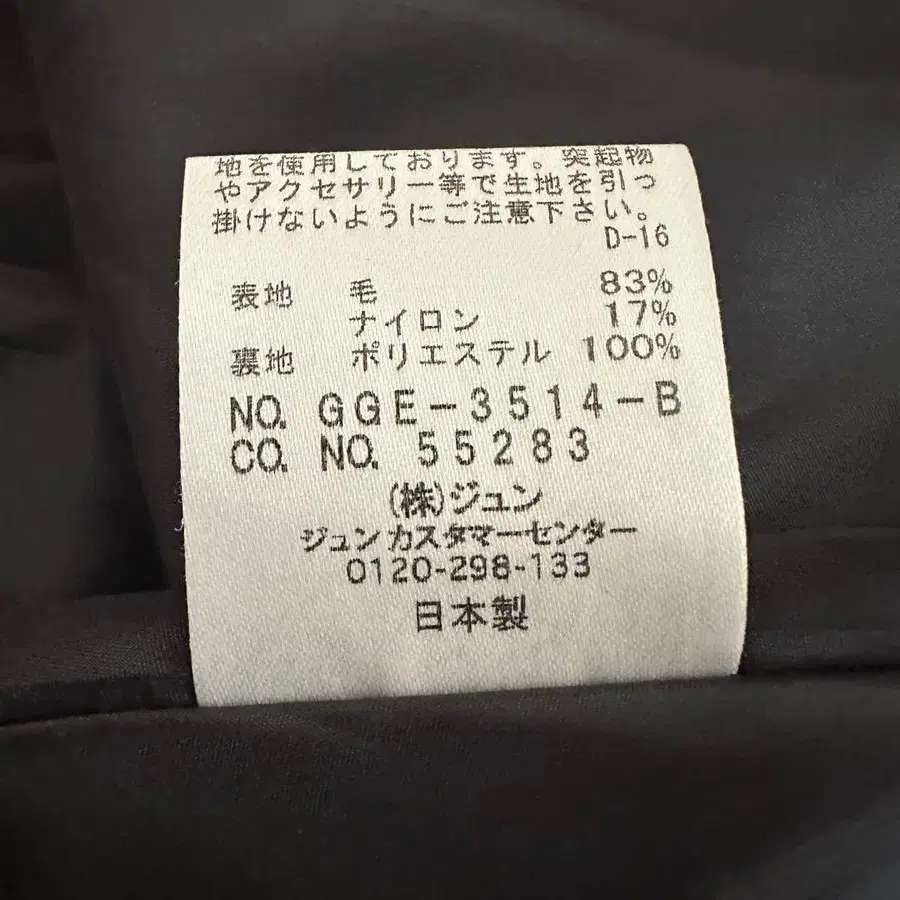 地を使用しております。突起物
やアクセサリー等で生地を引っ
掛けないようにご注意下さい。
D-16
表地 毛 83%
ナイロン 17%
裏地 ポリエステル 100%
NO. GGE-3514-B
CO. NO. 55283
(株)ジュン
ジュンカスタマーセンター
0120-298-133
日本製